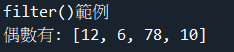 filter()範例
偶數有: [12, 6, 78, 10]